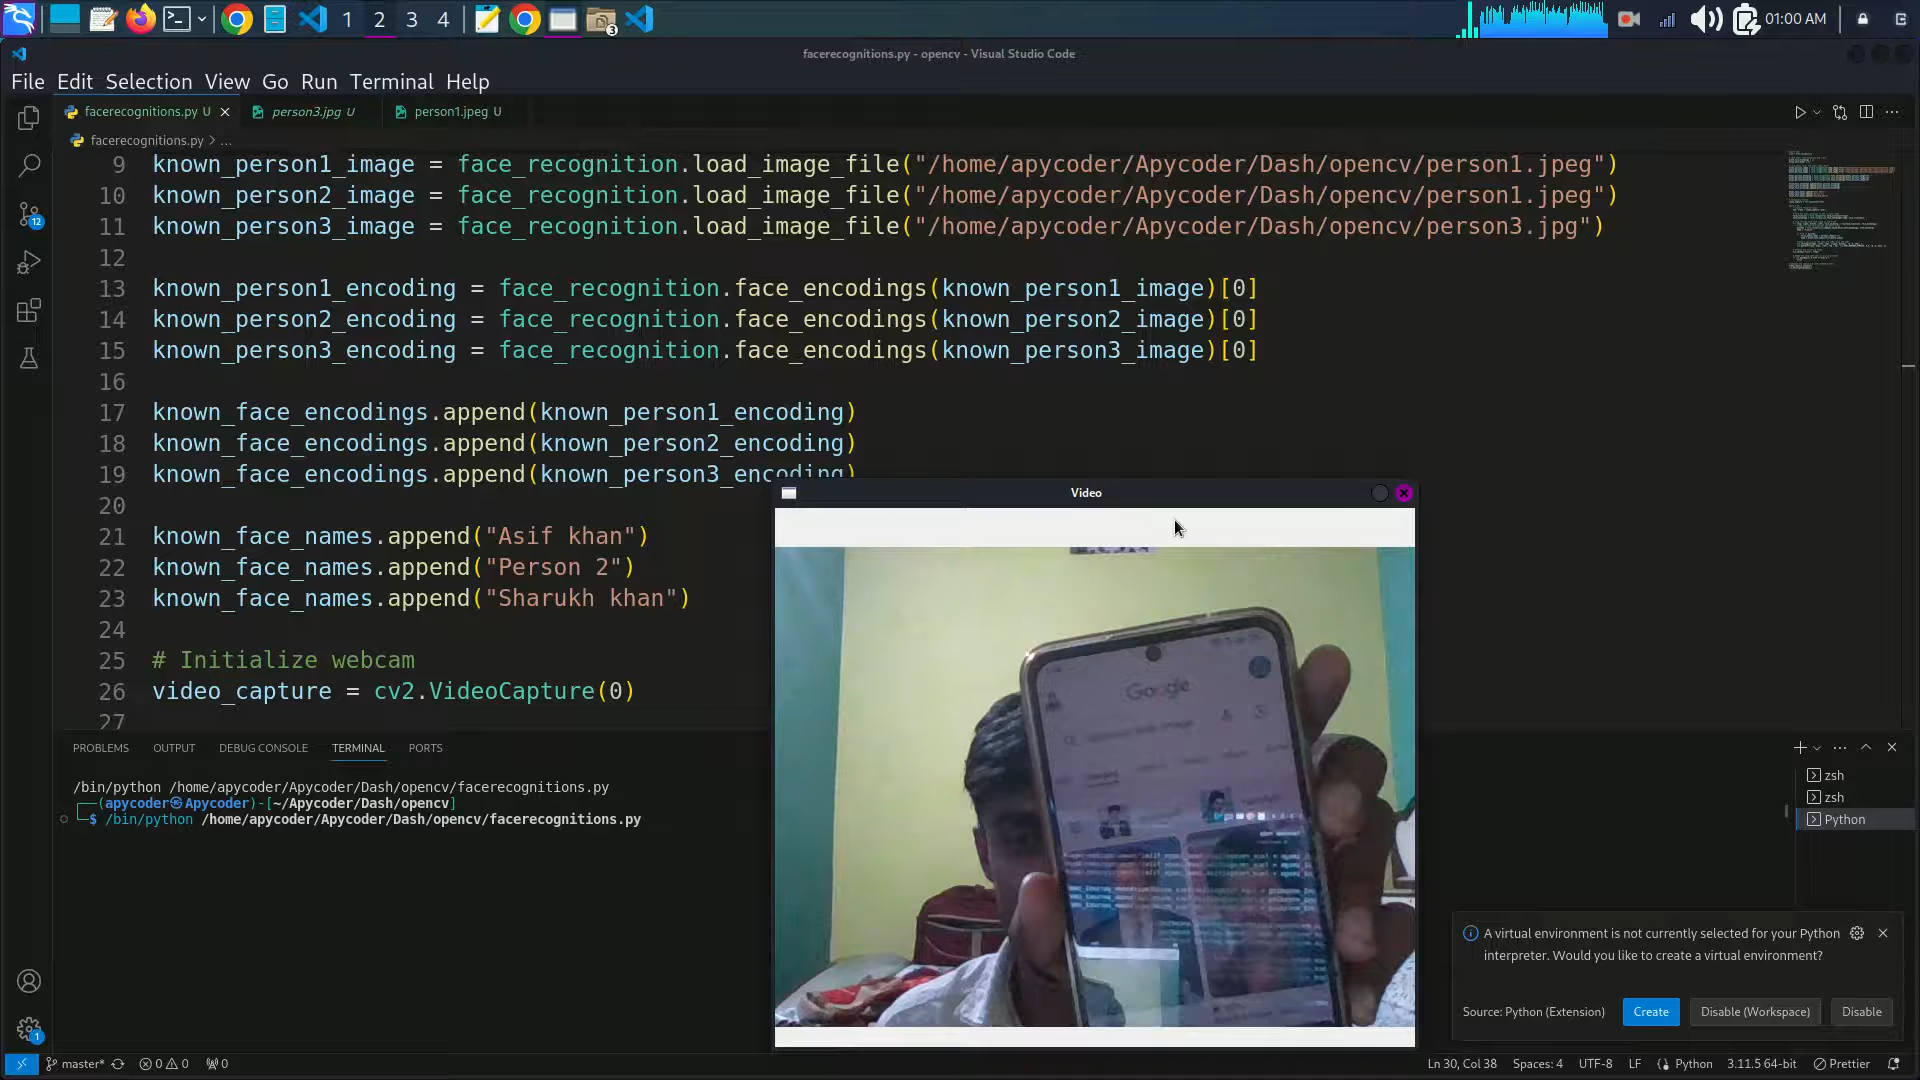 1 2 3 4
3
01:00 AM
facerecognitions.py - opencv - Visual Studio Code
File Edit Selection View Go Run Terminal Help
facerecognitions.py U
person3.jpg U
person1.jpeg U
facerecognitions.py > ...
9 known_person1_image = face_recognition.load_image_file("/home/apycoder/Apycoder/Dash/opencv/person1.jpeg")
10 known_person2_image = face_recognition.load_image_file("/home/apycoder/Apycoder/Dash/opencv/person1.jpeg")
11 known_person3_image = face_recognition.load_image_file("/home/apycoder/Apycoder/Dash/opencv/person3.jpg")
12
13 known_person1_encoding = face_recognition.face_encodings(known_person1_image)[0]
14 known_person2_encoding = face_recognition.face_encodings(known_person2_image)[0]
15 known_person3_encoding = face_recognition.face_encodings(known_person3_image)[0]
16
17 known_face_encodings.append(known_person1_encoding)
18 known_face_encodings.append(known_person2_encoding)
19 known_face_encodings.append(known_person3_encoding)
20
21 known_face_names.append("Asif khan")
22 known_face_names.append("Person 2")
23 known_face_names.append("Sharukh khan")
24
25 # Initialize webcam
26 video_capture = cv2.VideoCapture(0)
27
12
1
Video
Google
PROBLEMS OUTPUT DEBUG CONSOLE TERMINAL PORTS
/bin/python /home/apycoder/Apycoder/Dash/opencv/facerecognitions.py
(apycoder㉿Apycoder)-[~/Apycoder/Dash/opencv]
$ /bin/python /home/apycoder/Apycoder/Dash/opencv/facerecognitions.py
zsh
zsh
Python
A virtual environment is not currently selected for your Python
interpreter. Would you like to create a virtual environment?
Source: Python (Extension) Create Disable (Workspace) Disable
master* 0 0 0 Ln 30, Col 38 Spaces: 4 UTF-8 LF Python 3.11.5 64-bit Prettier